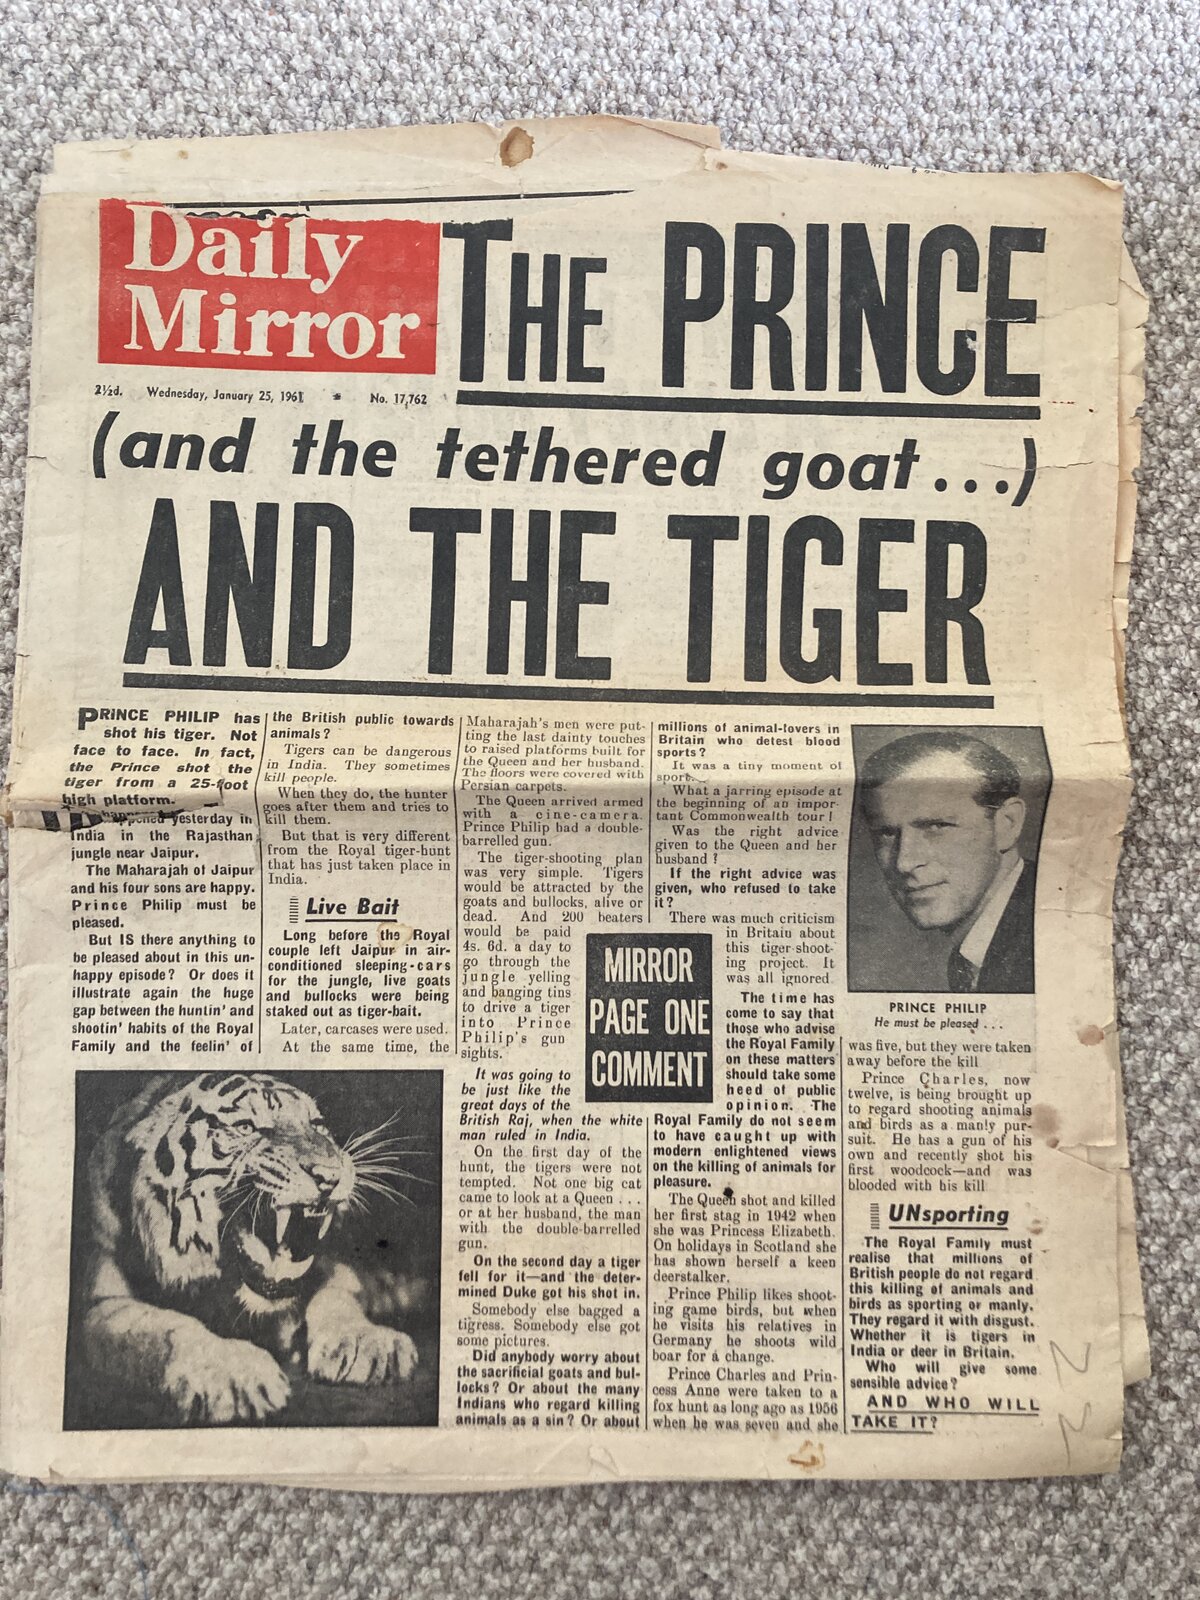 Daily
Mirror
THE PRINCE
2½d. Wednesday, January 25, 1961 * No. 17,762
(and the tethered goat...)
AND THE TIGER
PRINCE PHILIP has
shot his tiger. Not
face to face. In fact,
the Prince shot the
tiger from a 25-foot
high platform.
happened yesterday in
India in the Rajasthan
jungle near Jaipur.
The Maharajah of Jaipur
and his four sons are happy.
Prince Philip must be
pleased.
But IS there anything to
be pleased about in this un-
happy episode? Or does it
illustrate again the huge
gap between the huntin' and
shootin' habits of the Royal
Family and the feelin' of
the British public towards
animals?
Tigers can be dangerous
in India. They sometimes
kill people.
When they do, the hunter
goes after them and tries to
kill them.
But that is very different
from the Royal tiger-hunt
that has just taken place in
India.
Live Bait
Long before the Royal
couple left Jaipur in air-
conditioned sleeping-cars
for the jungle, live goats
and bullocks were being
staked out as tiger-bait.
Later, carcases were used.
At the same time, the
Maharajah's men were put-
ting the last dainty touches
to raised platforms built for
the Queen and her husband.
The floors were covered with
Persian carpets.
The Queen arrived armed
with a cine-camera.
Prince Philip had a double-
barrelled gun.
The tiger-shooting plan
was very simple. Tigers
would be attracted by the
goats and bullocks, alive or
dead. And 200 beaters
would be paid
4s. 6d. a day to
go through the
jungle yelling
and banging tins
to drive a tiger
into Prince
Philip's gun
sights.
It was going to
be just like the
great days of the
British Raj, when the white
man ruled in India.
On the first day of the
hunt, the tigers were not
tempted. Not one big cat
came to look at a Queen . . .
or at her husband, the man
with the double-barrelled
gun.
On the second day a tiger
fell for it—and the deter-
mined Duke got his shot in.
Somebody else bagged a
tigress. Somebody else got
some pictures.
Did anybody worry about
the sacrificial goats and bul-
locks? Or about the many
Indians who regard killing
animals as a sin? Or about
MIRROR
PAGE ONE
COMMENT
millions of animal-lovers in
Britain who detest blood
sports?
It was a tiny moment of
sport.
What a jarring episode at
the beginning of an impor-
tant Commonwealth tour!
Was the right advice
given to the Queen and her
husband?
If the right advice was
given, who refused to take
it?
There was much criticism
in Britain about
this tiger-shoot-
ing project. It
was all ignored
The time has
come to say that
those who advise
the Royal Family
on these matters
should take some
heed of public
opinion. The
Royal Family do not seem
to have caught up with
modern enlightened views
on the killing of animals for
pleasure.
The Queen shot and killed
her first stag in 1942 when
she was Princess Elizabeth.
On holidays in Scotland she
has shown herself a keen
deerstalker.
Prince Philip likes shoot-
ing game birds, but when
he visits his relatives in
Germany he shoots wild
boar for a change.
Prince Charles and Prin-
cess Anne were taken to a
fox hunt as long ago as 1956
when he was seven and she
PRINCE PHILIP
He must be pleased . . .
was five, but they were taken
away before the kill
Prince Charles, now
twelve, is being brought up
to regard shooting animals
and birds as a manly pur-
suit. He has a gun of his
own and recently shot his
first woodcock—and was
blooded with his kill
UNsporting
The Royal Family must
realise that millions of
British people do not regard
this killing of animals and
birds as sporting or manly.
They regard it with disgust.
Whether it is tigers in
India or deer in Britain.
Who will give some
sensible advice?
AND WHO WILL
TAKE IT?